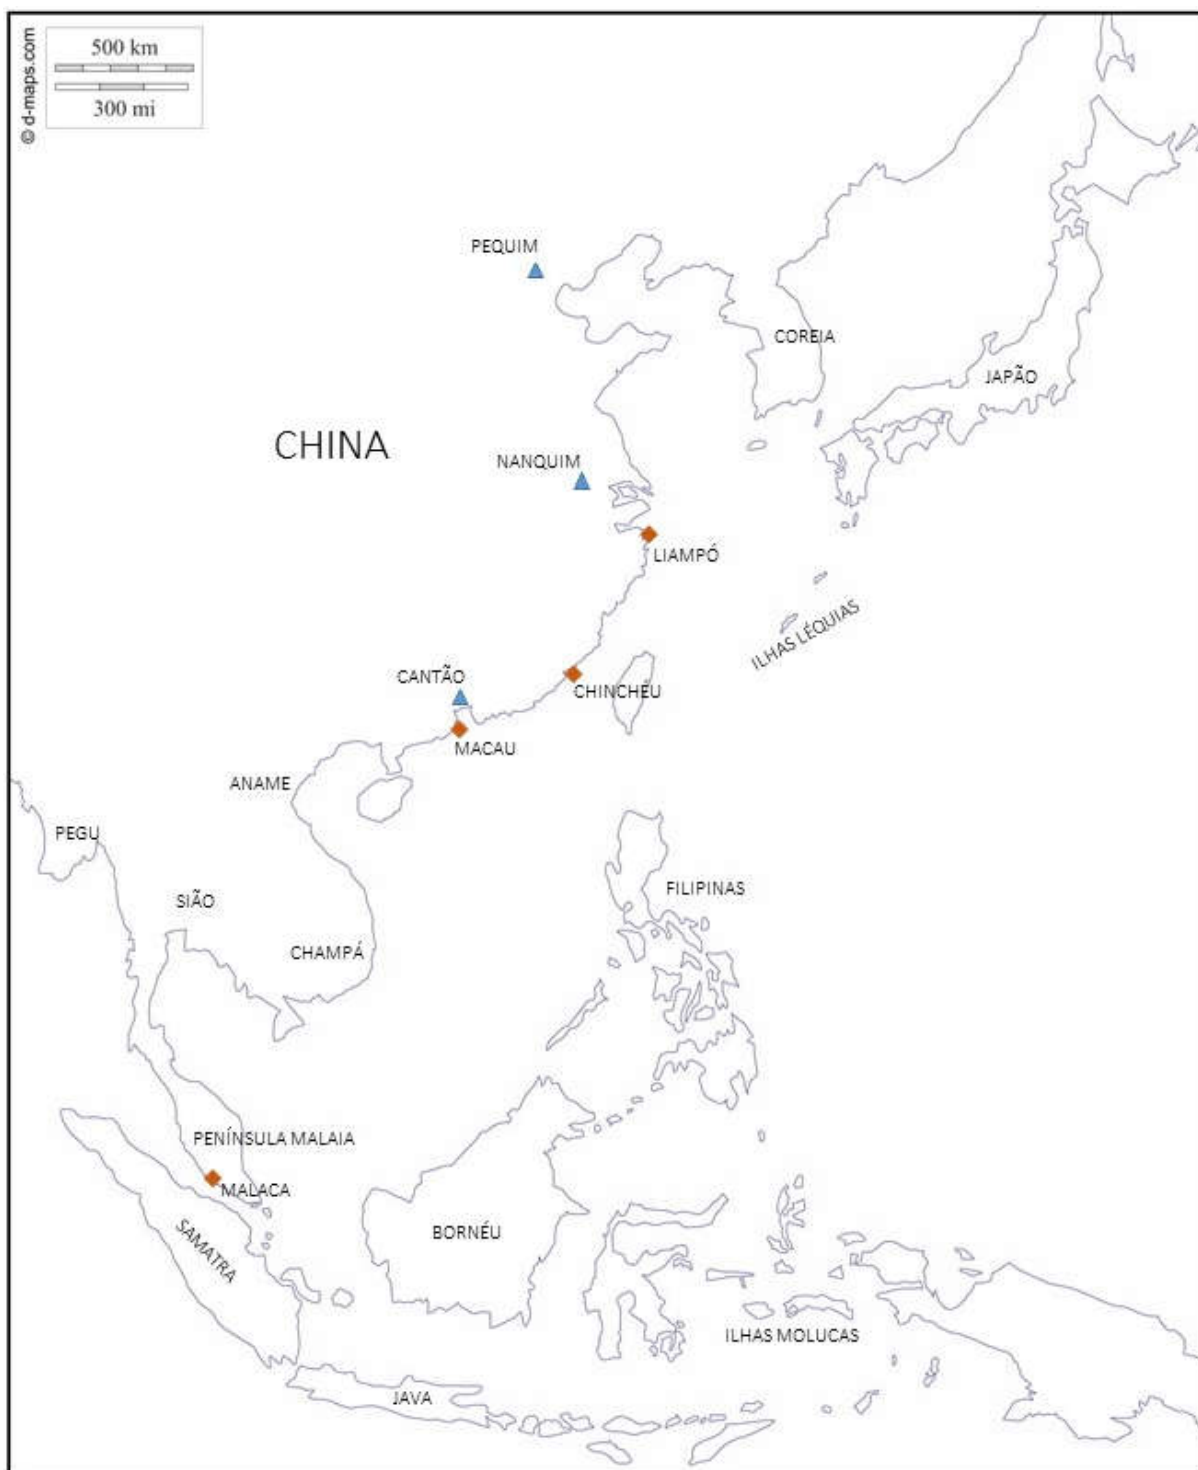 © d-maps.com
500 km
300 mi
PEQUIM
COREIA
JAPÃO
CHINA
NANQUIM
LIAMPÓ
ILHAS LÉQUIAS
CANTÃO
CHINCHÉU
MACAU
ANAME
PEGU
FILIPINAS
SIÃO
CHAMPÁ
PENÍNSULA MALAIA
MALACA
SAMATRA
BORNÉU
ILHAS MOLUCAS
JAVA